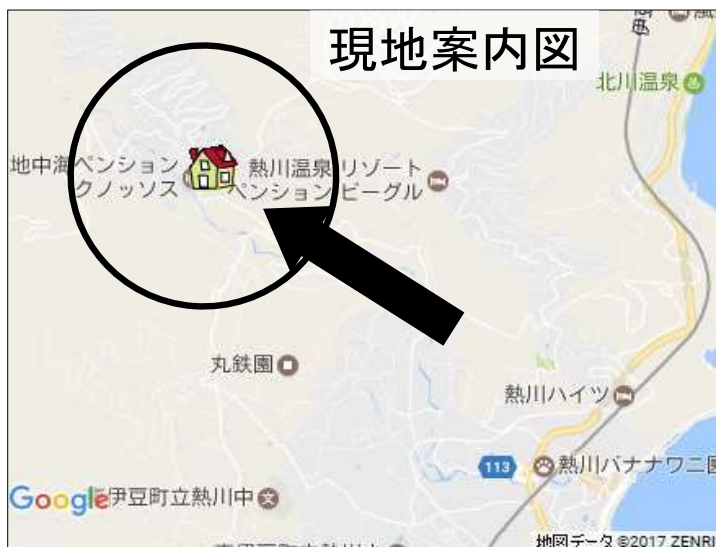 現地案内図
北川温泉
地中海ペンション
クノッソス
熱川温泉 リゾート
ペンション ビーグル
丸鉄園
熱川ハイツ
113
熱川バナナワニ園
Google
伊豆町立熱川中
地図データ ©2017 ZENRI